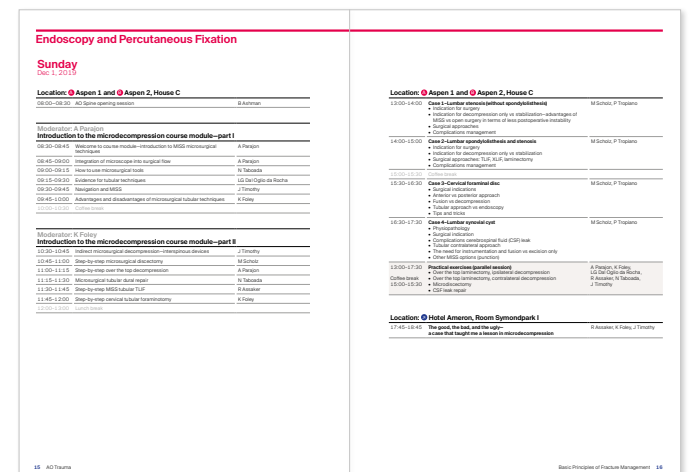 Endoscopy and Percutaneous Fixation
Sunday
Dec 1, 2019
Location: A Aspen 1 and B Aspen 2, House C
08:00–08:30 AO Spine opening session B Ashman
Moderator: A Parajon
Introduction to the microdecompression course module—part I
08:30–08:45 Welcome to course module—Introduction to MISS microsurgical A Parajon
techniques
08:45–09:00 Integration of microscope into surgical flow A Parajon
09:00–09:15 How to use microsurgical tools N Taboada
09:15–09:30 Evidence for tubular techniques LG Dal Oglio da Rocha
09:30–09:45 Navigation and MISS J Timothy
09:45–10:00 Advantages and disadvantages of microsurgical tubular techniques K Foley
10:00–10:30 Coffee break
Moderator: K Foley
Introduction to the microdecompression course module—part II
10:30–10:45 Indirect microsurgical decompression—interspinous devices J Timothy
10:45–11:00 Step-by-step microsurgical discectomy M Scholz
11:00–11:15 Step-by-step over the top decompression A Parajon
11:15–11:30 Microsurgical tubular dural repair N Taboada
11:30–11:45 Step-by-step MISS tubular TLIF R Assaker
11:45–12:00 Step-by-step cervical tubular foraminotomy K Foley
12:00–13:00 Lunch break
15 AO Trauma
Location: A Aspen 1 and B Aspen 2, House C
13:00–14:00 Case 1—Lumbar stenosis (without spondylolisthesis) M Scholz, P Tropiano
• Indication for surgery
• Indication for decompression only vs stabilization—advantages of
MISS vs open surgery in terms of less postoperative instability
• Surgical approaches
• Complications management
14:00–15:00 Case 2—Lumbar spondylolisthesis and stenosis M Scholz, P Tropiano
• Indication for surgery
• Indication for decompression only vs stabilization
• Surgical approaches: TLIF, XLIF, laminectomy
• Complications management
15:00–15:30 Coffee break
15:30–16:30 Case 3—Cervical foraminal disc M Scholz, P Tropiano
• Surgical indications
• Anterior vs posterior approach
• Fusion vs decompression
• Tubular approach vs endoscopy
• Tips and tricks
16:30–17:30 Case 4—Lumbar synovial cyst M Scholz, P Tropiano
• Physiopathology
• Surgical indication
• Complications cerebrospinal fluid (CSF) leak
• Tubular contralateral approach
• The need for instrumentation and fusion vs excision only
• Other MISS options (punction)
13:00–17:30 Practical exercises (parallel session) A Parajon, K Foley,
• Over the top laminectomy, ipsilateral decompression LG Dal Oglio da Rocha,
Coffee break • Over the top laminectomy, contralateral decompression R Assaker, N Taboada,
15:00–15:30 • Microdiscectomy J Timothy
• CSF leak repair
Location: A Hotel Ameron, Room Symondpark I
17:45–18:45 The good, the bad, and the ugly— R Assaker, K Foley, J Timothy
a case that taught me a lesson in microdecompression
Basic Principles of Fracture Management 16